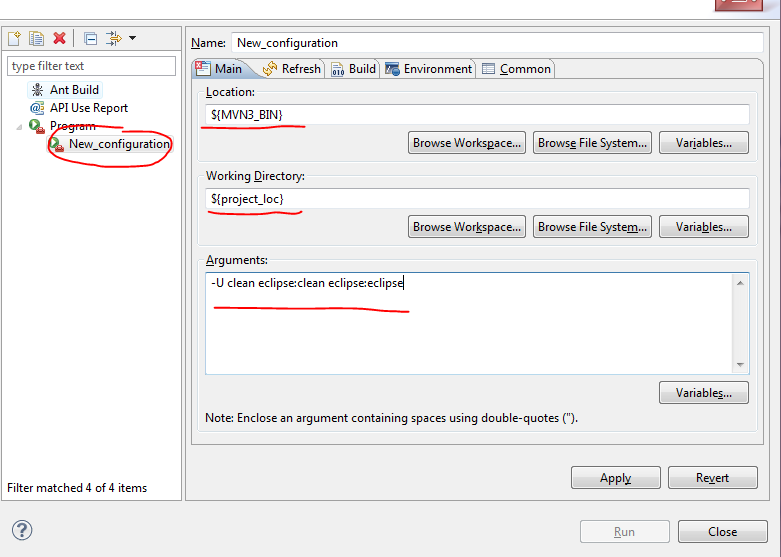 Name: New_configuration
type filter text
Main Refresh Build Environment Common
Ant Build
API Use Report
Program
New_configuration
Location:
${MVN3_BIN}
Browse Workspace... Browse File System... Variables...
Working Directory:
${project_loc}
Browse Workspace... Browse File System... Variables...
Arguments:
-U clean eclipse:clean eclipse:eclipse
Variables...
Note: Enclose an argument containing spaces using double-quotes (").
Apply Revert
Filter matched 4 of 4 items
Run Close